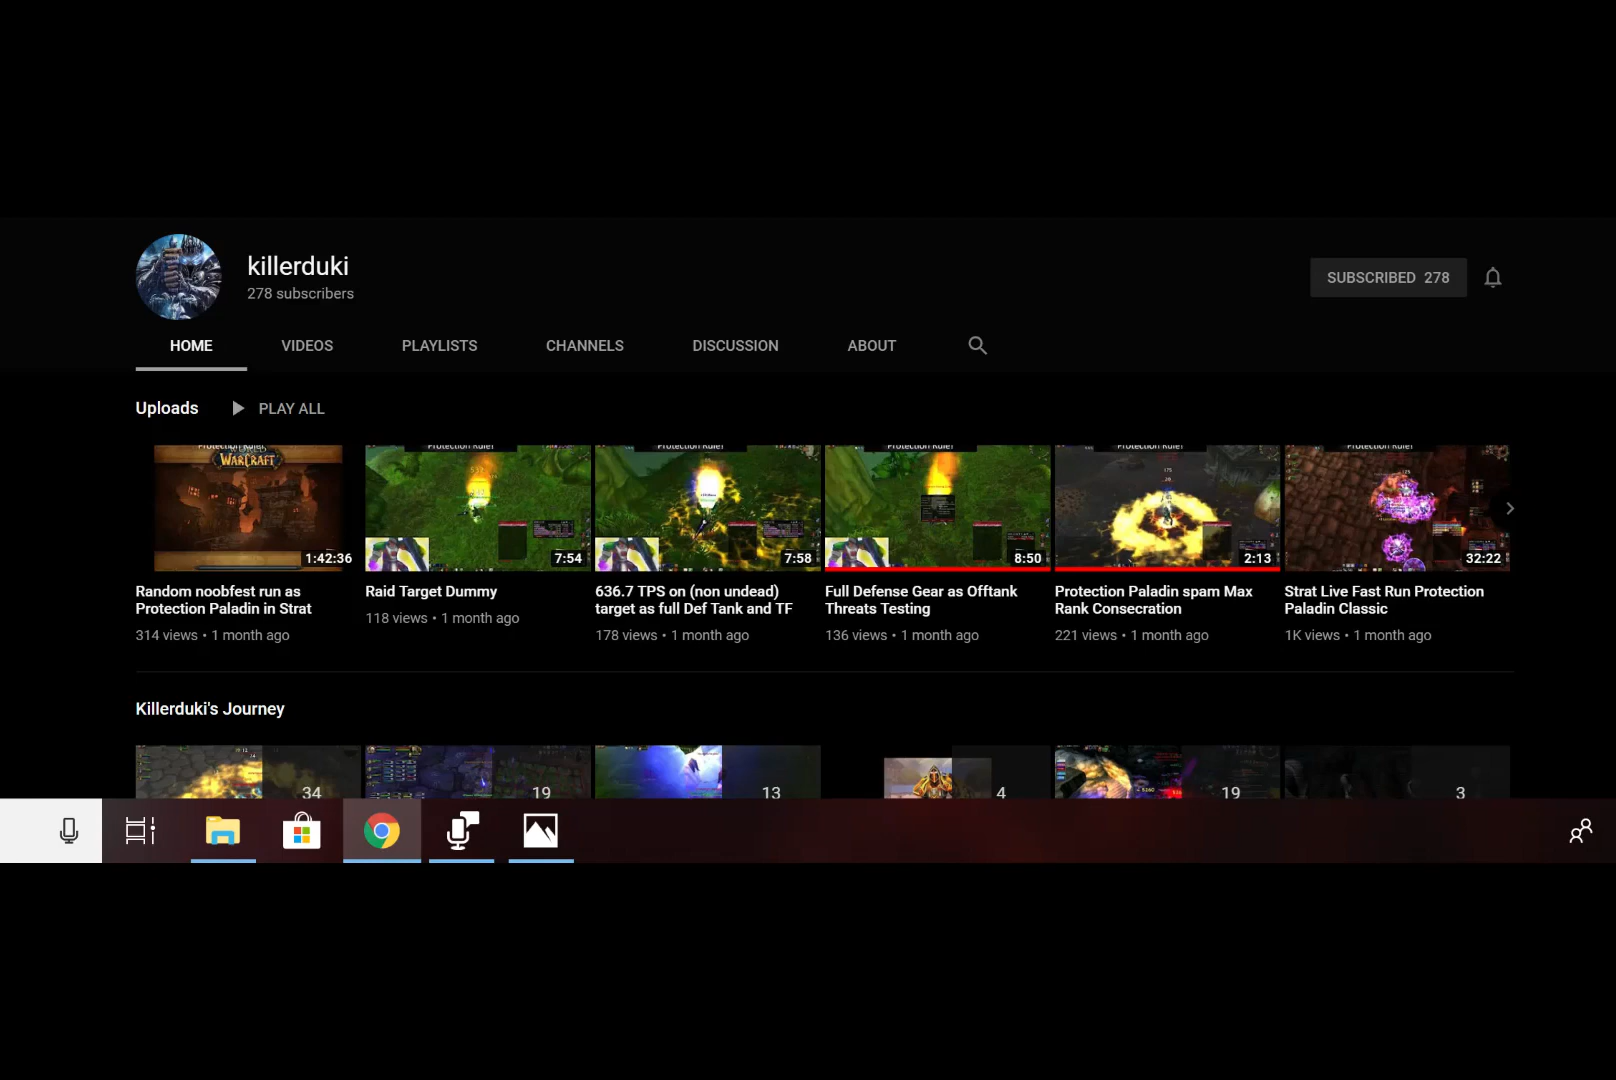 killerduki
278 subscribers
SUBSCRIBED 278
HOME VIDEOS PLAYLISTS CHANNELS DISCUSSION ABOUT
Uploads PLAY ALL
WARCRAFT
1:42:36 7:54 7:58 8:50 2:13 32:22
Random noobfest run as
Protection Paladin in Strat
314 views • 1 month ago
Raid Target Dummy
118 views • 1 month ago
636.7 TPS on (non undead)
target as full Def Tank and TF
178 views • 1 month ago
Full Defense Gear as Offtank
Threats Testing
136 views • 1 month ago
Protection Paladin spam Max
Rank Consecration
221 views • 1 month ago
Strat Live Fast Run Protection
Paladin Classic
1K views • 1 month ago
Killerduki's Journey
34 19 13 4 19 3